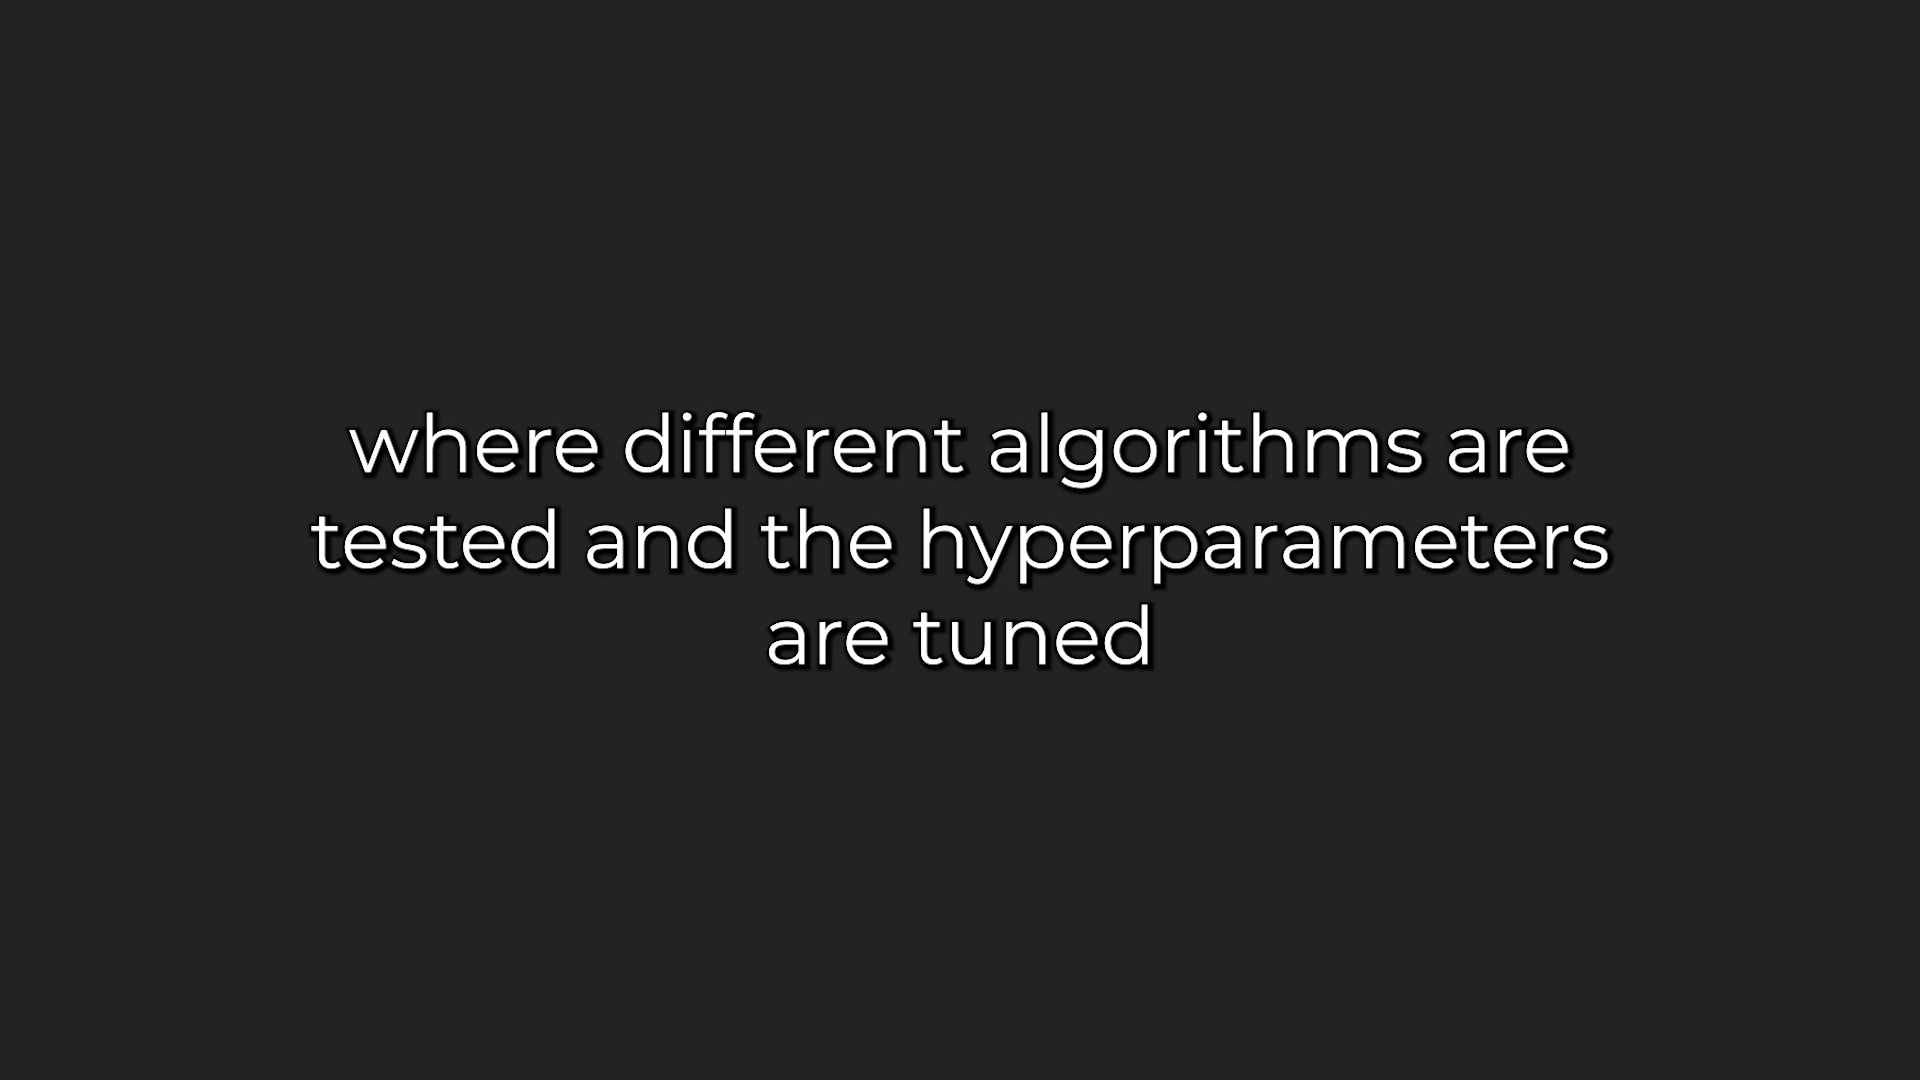 where different algorithms are
tested and the hyperparameters
are tuned